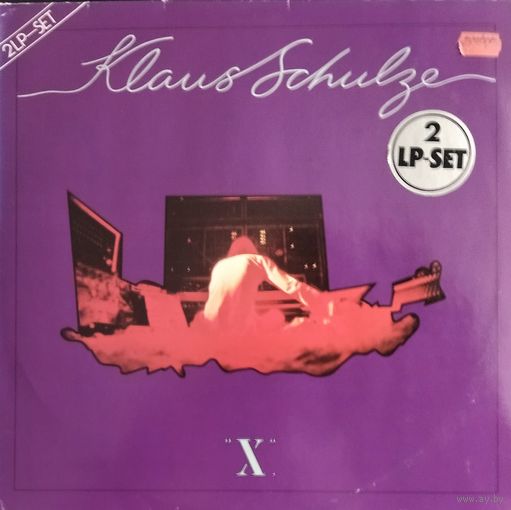 2LP-SET
Klaus Schulze
2
LP-SET
"X"
www.ay.by